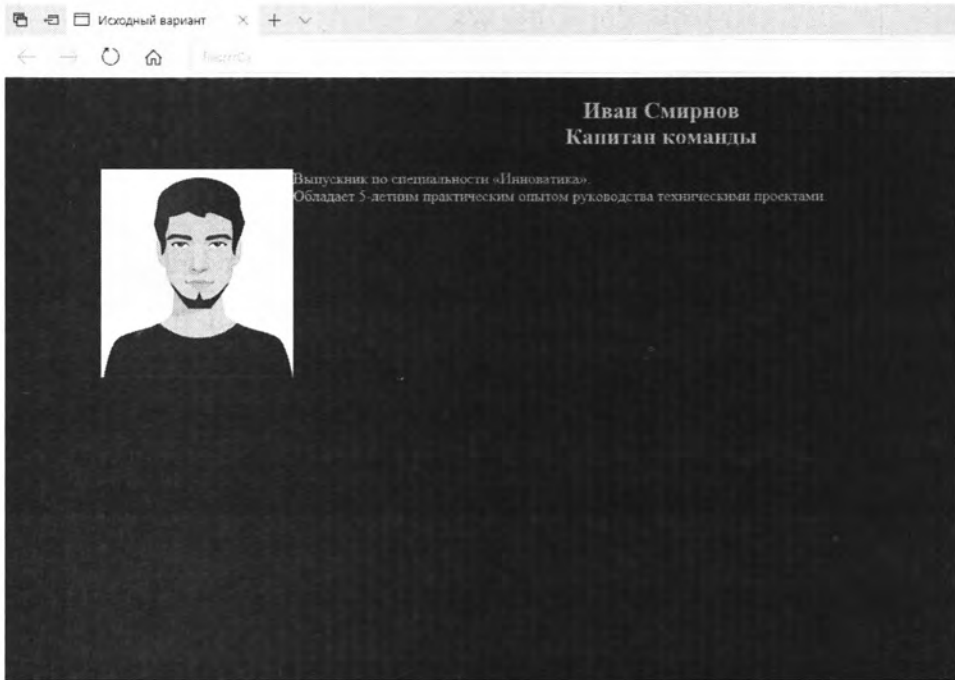 Исходный вариант
Иван Смирнов
Капитан команды
Выпускник по специальности «Инноватика».
Обладает 5-летним практическим опытом руководства техническими проектами